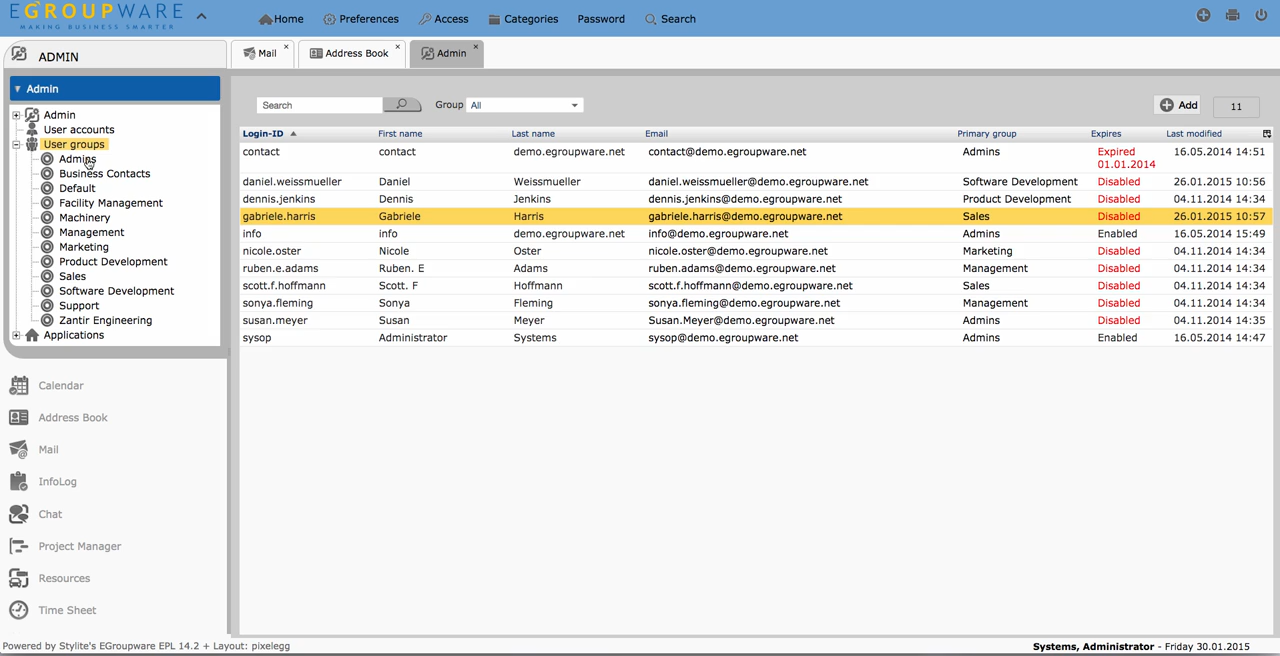 EGROUPWARE
MAKING BUSINESS SMARTER
Home Preferences Access Categories Password Search
ADMIN
Mail × Address Book × Admin ×
Admin
Admin
User accounts
User groups
Admins
Business Contacts
Default
Facility Management
Machinery
Management
Marketing
Product Development
Sales
Software Development
Support
Zantir Engineering
Applications
Calendar
Address Book
Mail
InfoLog
Chat
Project Manager
Resources
Time Sheet
Search Group All Add 11
Login-ID First name Last name Email Primary group Expires Last modified
contact contact demo.egroupware.net contact@demo.egroupware.net Admins Expired 01.01.2014 16.05.2014 14:51
daniel.weissmueller Daniel Weissmueller daniel.weissmueller@demo.egroupware.net Software Development Disabled 26.01.2015 10:56
dennis.jenkins Dennis Jenkins dennis.jenkins@demo.egroupware.net Product Development Disabled 04.11.2014 14:34
gabriele.harris Gabriele Harris gabriele.harris@demo.egroupware.net Sales Disabled 26.01.2015 10:57
info info demo.egroupware.net info@demo.egroupware.net Admins Enabled 16.05.2014 15:49
nicole.oster Nicole Oster nicole.oster@demo.egroupware.net Marketing Disabled 04.11.2014 14:34
ruben.e.adams Ruben. E Adams ruben.adams@demo.egroupware.net Management Disabled 04.11.2014 14:34
scott.f.hoffmann Scott. F Hoffmann scott.f.hoffmann@demo.egroupware.net Sales Disabled 04.11.2014 14:34
sonya.fleming Sonya Fleming sonya.fleming@demo.egroupware.net Management Disabled 04.11.2014 14:34
susan.meyer Susan Meyer Susan.Meyer@demo.egroupware.net Admins Disabled 04.11.2014 14:35
sysop Administrator Systems sysop@demo.egroupware.net Admins Enabled 16.05.2014 14:47
Powered by Stylite's EGroupware EPL 14.2 + Layout: pixelegg
Systems, Administrator - Friday 30.01.2015